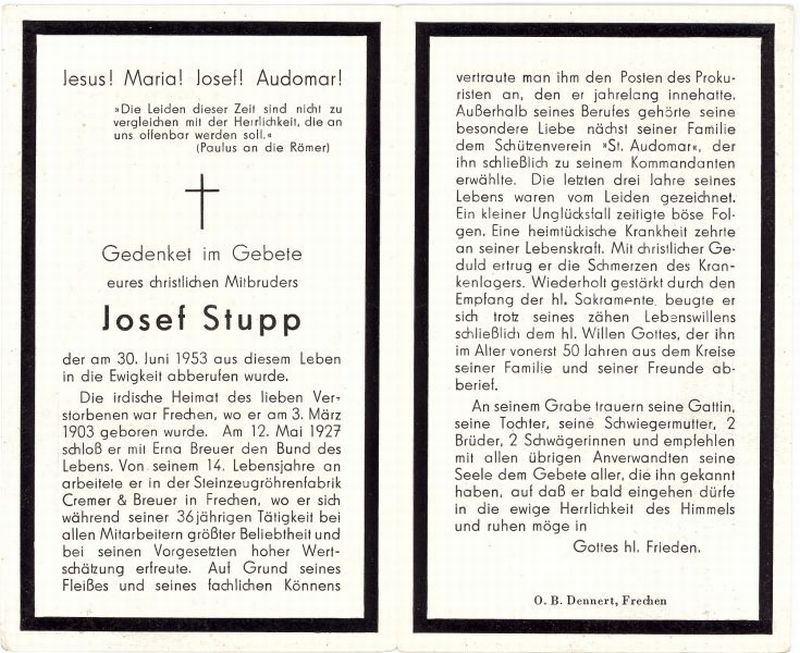 Jesus! Maria! Josef! Audomar!
»Die Leiden dieser Zeit sind nicht zu
vergleichen mit der Herrlichkeit, die an
uns offenbar werden soll.«
(Paulus an die Römer)
Gedenket im Gebete
eures christlichen Mitbruders
Josef Stupp
der am 30. Juni 1953 aus diesem Leben
in die Ewigkeit abberufen wurde.
Die irdische Heimat des lieben Ver-
storbenen war Frechen, wo er am 3. März
1903 geboren wurde. Am 12. Mai 1927
schloß er mit Erna Breuer den Bund des
Lebens. Von seinem 14. Lebensjahre an
arbeitete er in der Steinzeugröhrenfabrik
Cremer & Breuer in Frechen, wo er sich
während seiner 36jährigen Tätigkeit bei
allen Mitarbeitern größter Beliebtheit und
bei seinen Vorgesetzten hoher Wert-
schätzung erfreute. Auf Grund seines
Fleißes und seines fachlichen Könnens
vertraute man ihm den Posten des Proku-
risten an, den er jahrelang innehatte.
Außerhalb seines Berufes gehörte seine
besondere Liebe nächst seiner Familie
dem Schützenverein »St. Audomar«, der
ihn schließlich zu seinem Kommandanten
erwählte. Die letzten drei Jahre seines
Lebens waren vom Leiden gezeichnet.
Ein kleiner Unglücksfall zeitigte böse Fol-
gen. Eine heimtückische Krankheit zehrte
an seiner Lebenskraft. Mit christlicher Ge-
duld ertrug er die Schmerzen des Kran-
kenlagers. Wiederholt gestärkt durch den
Empfang der hl. Sakramente, beugte er
sich trotz seines zähen Lebenswillens
schließlich dem hl. Willen Gottes, der ihn
im Alter vonerst 50 Jahren aus dem Kreise
seiner Familie und seiner Freunde ab-
berief.
An seinem Grabe trauern seine Gattin,
seine Tochter, seine Schwiegermutter, 2
Brüder, 2 Schwägerinnen und empfehlen
mit allen übrigen Anverwandten seine
Seele dem Gebete aller, die ihn gekannt
haben, auf daß er bald eingehen dürfe
in die ewige Herrlichkeit des Himmels
und ruhen möge in
Gottes hl. Frieden.
O. B. Dennert, Frechen